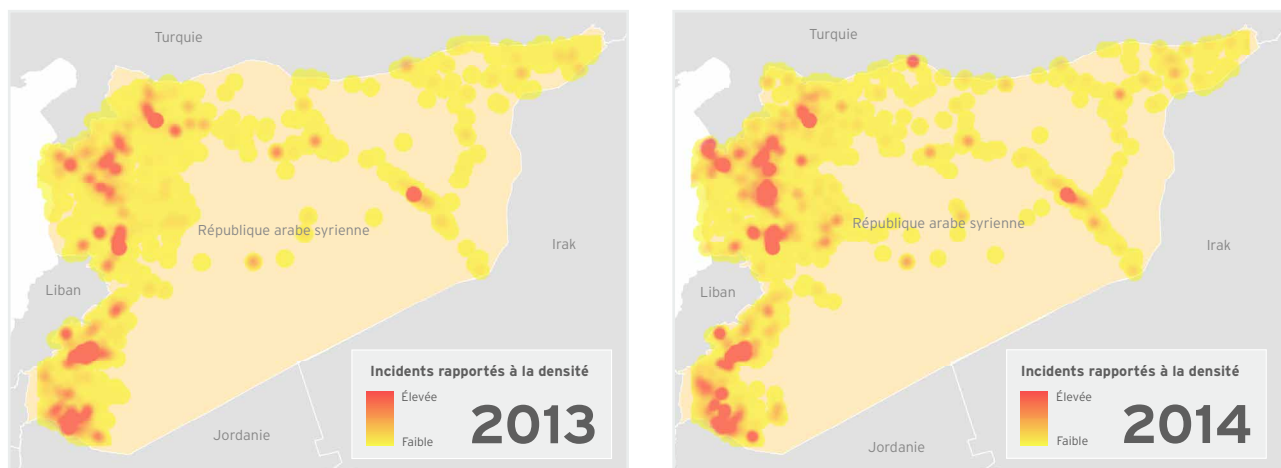 Turquie
République arabe syrienne
Irak
Liban
Jordanie
Incidents rapportés à la densité
Élevée
Faible
2013
Turquie
République arabe syrienne
Irak
Liban
Jordanie
Incidents rapportés à la densité
Élevée
Faible
2014